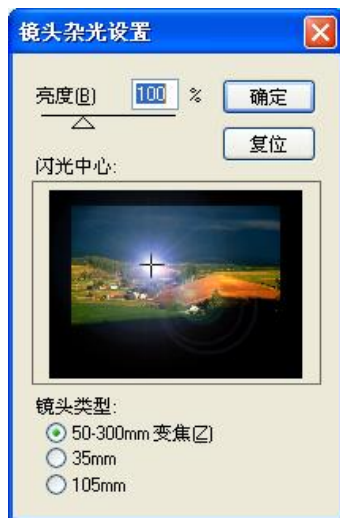 镜头杂光设置
亮度(B) 100 % 确定
复位
闪光中心:
镜头类型:
50-300mm 变焦(Z)
35mm
105mm